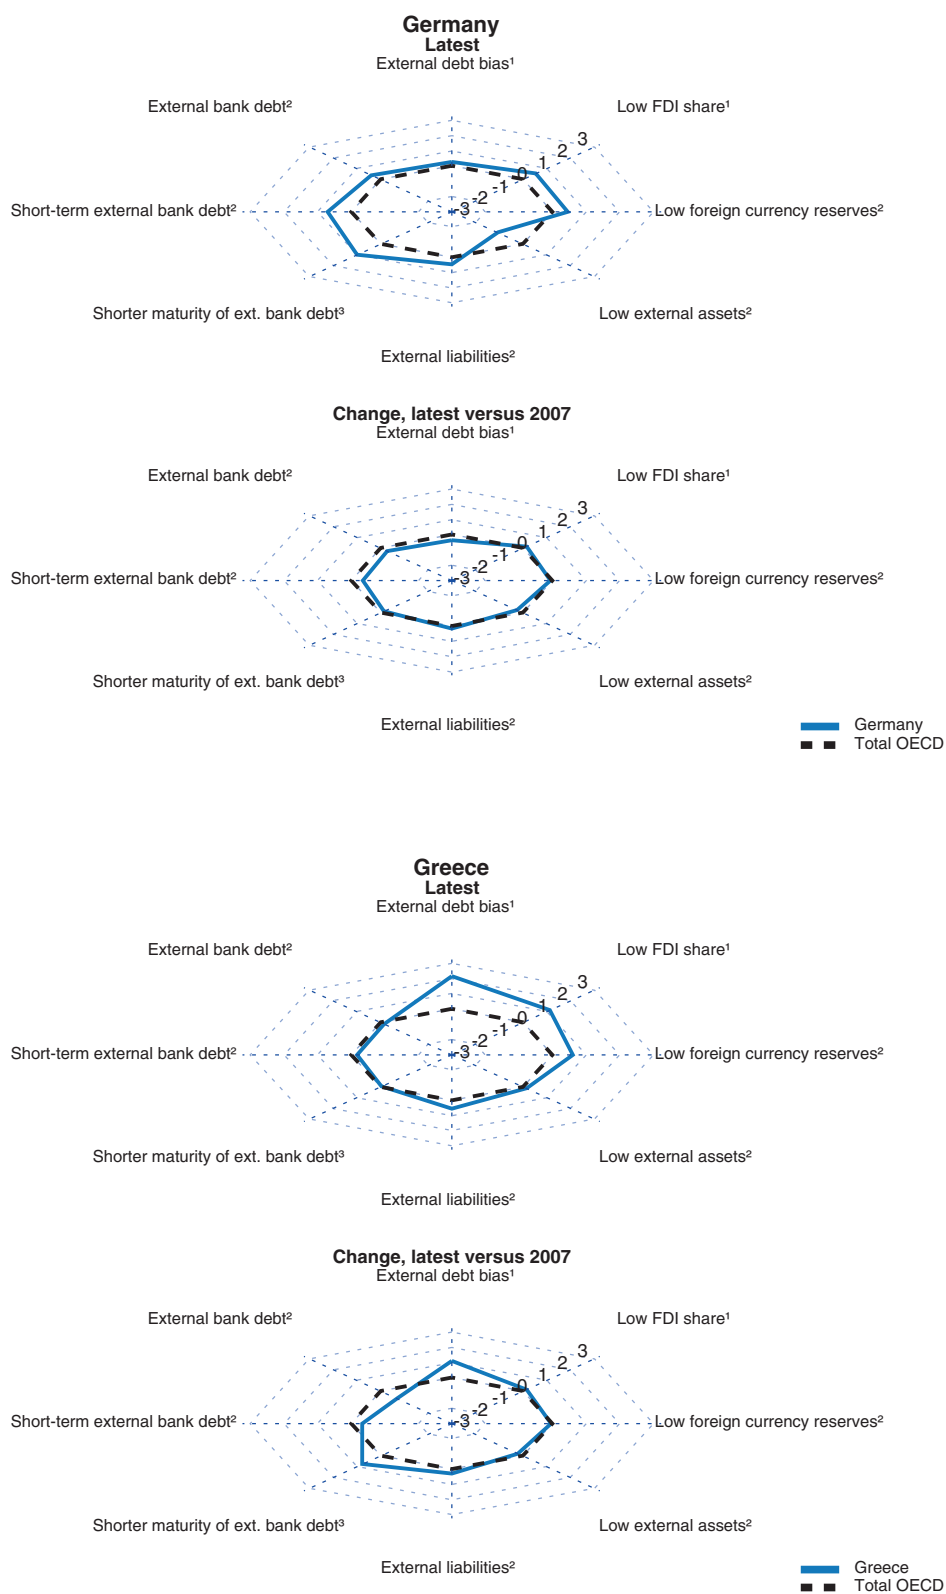 Germany
Latest
External debt bias¹
External bank debt²
Low FDI share¹
3
2
1
0
-1
-2
-3
Short-term external bank debt²
Low foreign currency reserves²
Shorter maturity of ext. bank debt³
Low external assets²
External liabilities²
Change, latest versus 2007
External debt bias¹
External bank debt²
Low FDI share¹
3
2
1
0
-1
-2
-3
Short-term external bank debt²
Low foreign currency reserves²
Shorter maturity of ext. bank debt³
Low external assets²
External liabilities²
Germany
Total OECD
Greece
Latest
External debt bias¹
External bank debt²
Low FDI share¹
3
2
1
0
-1
-2
-3
Short-term external bank debt²
Low foreign currency reserves²
Shorter maturity of ext. bank debt³
Low external assets²
External liabilities²
Change, latest versus 2007
External debt bias¹
External bank debt²
Low FDI share¹
3
2
1
0
-1
-2
-3
Short-term external bank debt²
Low foreign currency reserves²
Shorter maturity of ext. bank debt³
Low external assets²
External liabilities²
Greece
Total OECD